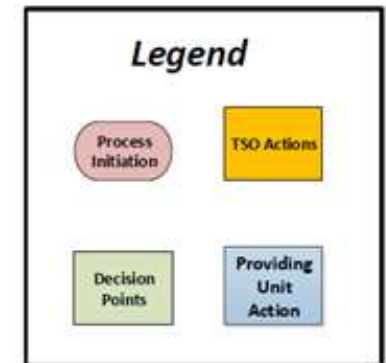 Legend
Process
Initiation
TSO Actions
Decision
Points
Providing
Unit
Action